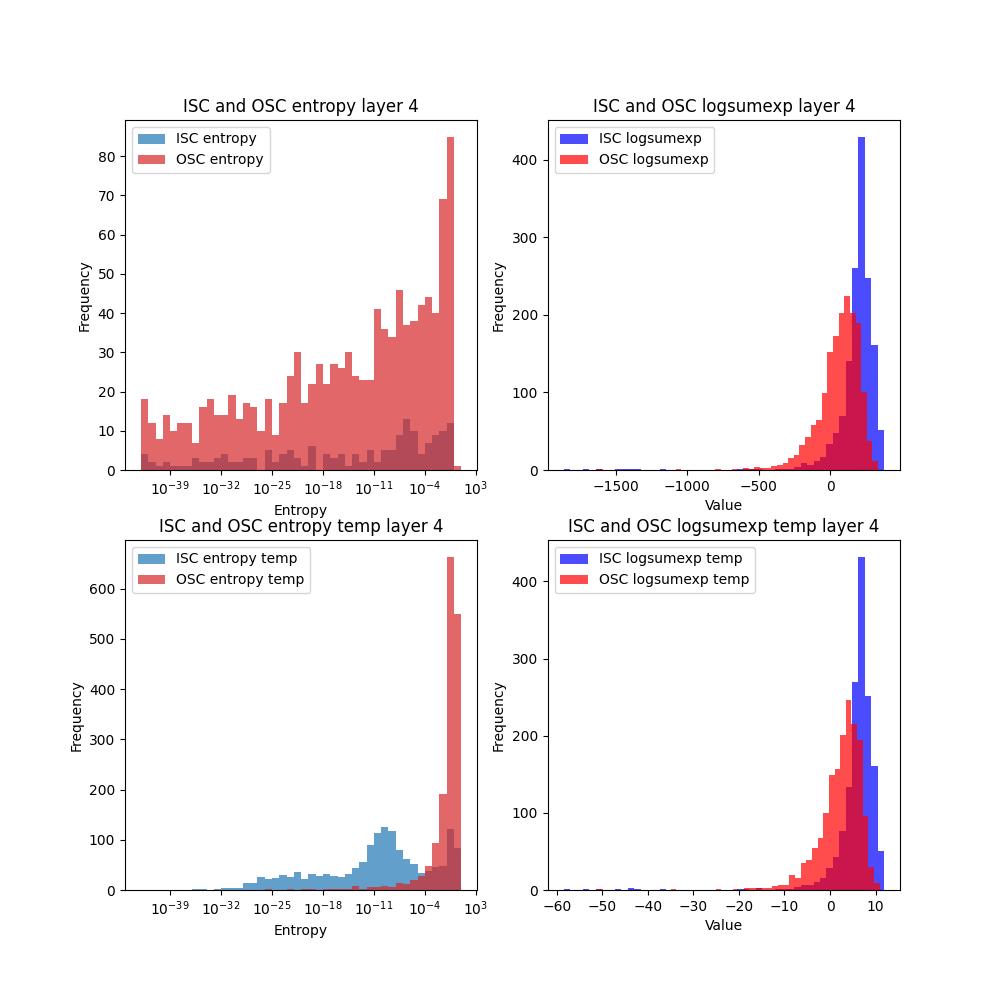 ISC and OSC entropy layer 4
ISC entropy
OSC entropy
Frequency
80
70
60
50
40
30
20
10
0
10⁻³⁹ 10⁻³² 10⁻²⁵ 10⁻¹⁸ 10⁻¹¹ 10⁻⁴ 10³
Entropy
ISC and OSC logsumexp layer 4
ISC logsumexp
OSC logsumexp
Frequency
400
300
200
100
0
−1500 −1000 −500 0
Value
ISC and OSC entropy temp layer 4
ISC entropy temp
OSC entropy temp
Frequency
600
500
400
300
200
100
0
10⁻³⁹ 10⁻³² 10⁻²⁵ 10⁻¹⁸ 10⁻¹¹ 10⁻⁴ 10³
Entropy
ISC and OSC logsumexp temp layer 4
ISC logsumexp temp
OSC logsumexp temp
Frequency
400
300
200
100
0
−60 −50 −40 −30 −20 −10 0 10
Value